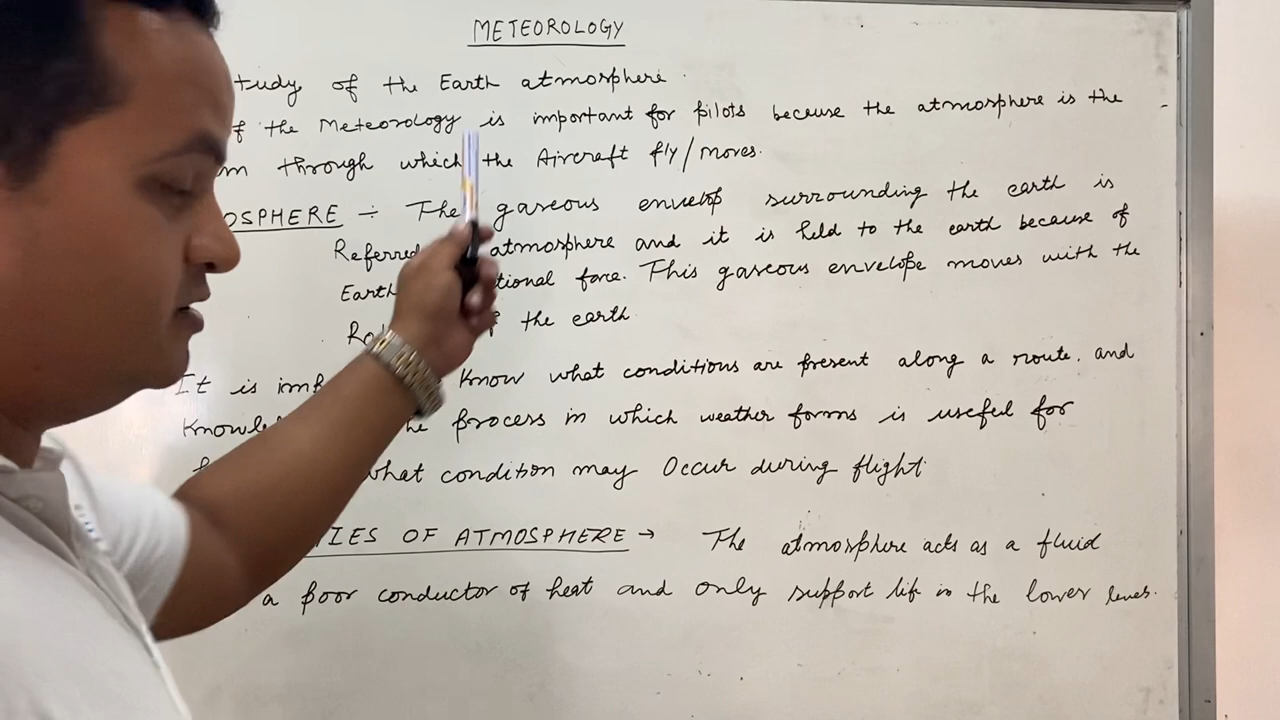 METEOROLOGY
tudy of the Earth atmosphere.
f the Meteorology is important for pilots because the atmosphere is the
m through which the Aircraft fly/moves.
OSPHERE ÷ The gaseous envelop surrounding the earth is
Referred atmosphere and it is held to the earth because of
Earth tional force. This gaseous envelope moves with the
of the earth
It is imp know what conditions are present along a route. and
Knowle he process in which weather forms is useful for
what condition may occur during flight.
TIES OF ATMOSPHERE → The atmosphere acts as a fluid
a poor conductor of heat and only support life in the lower